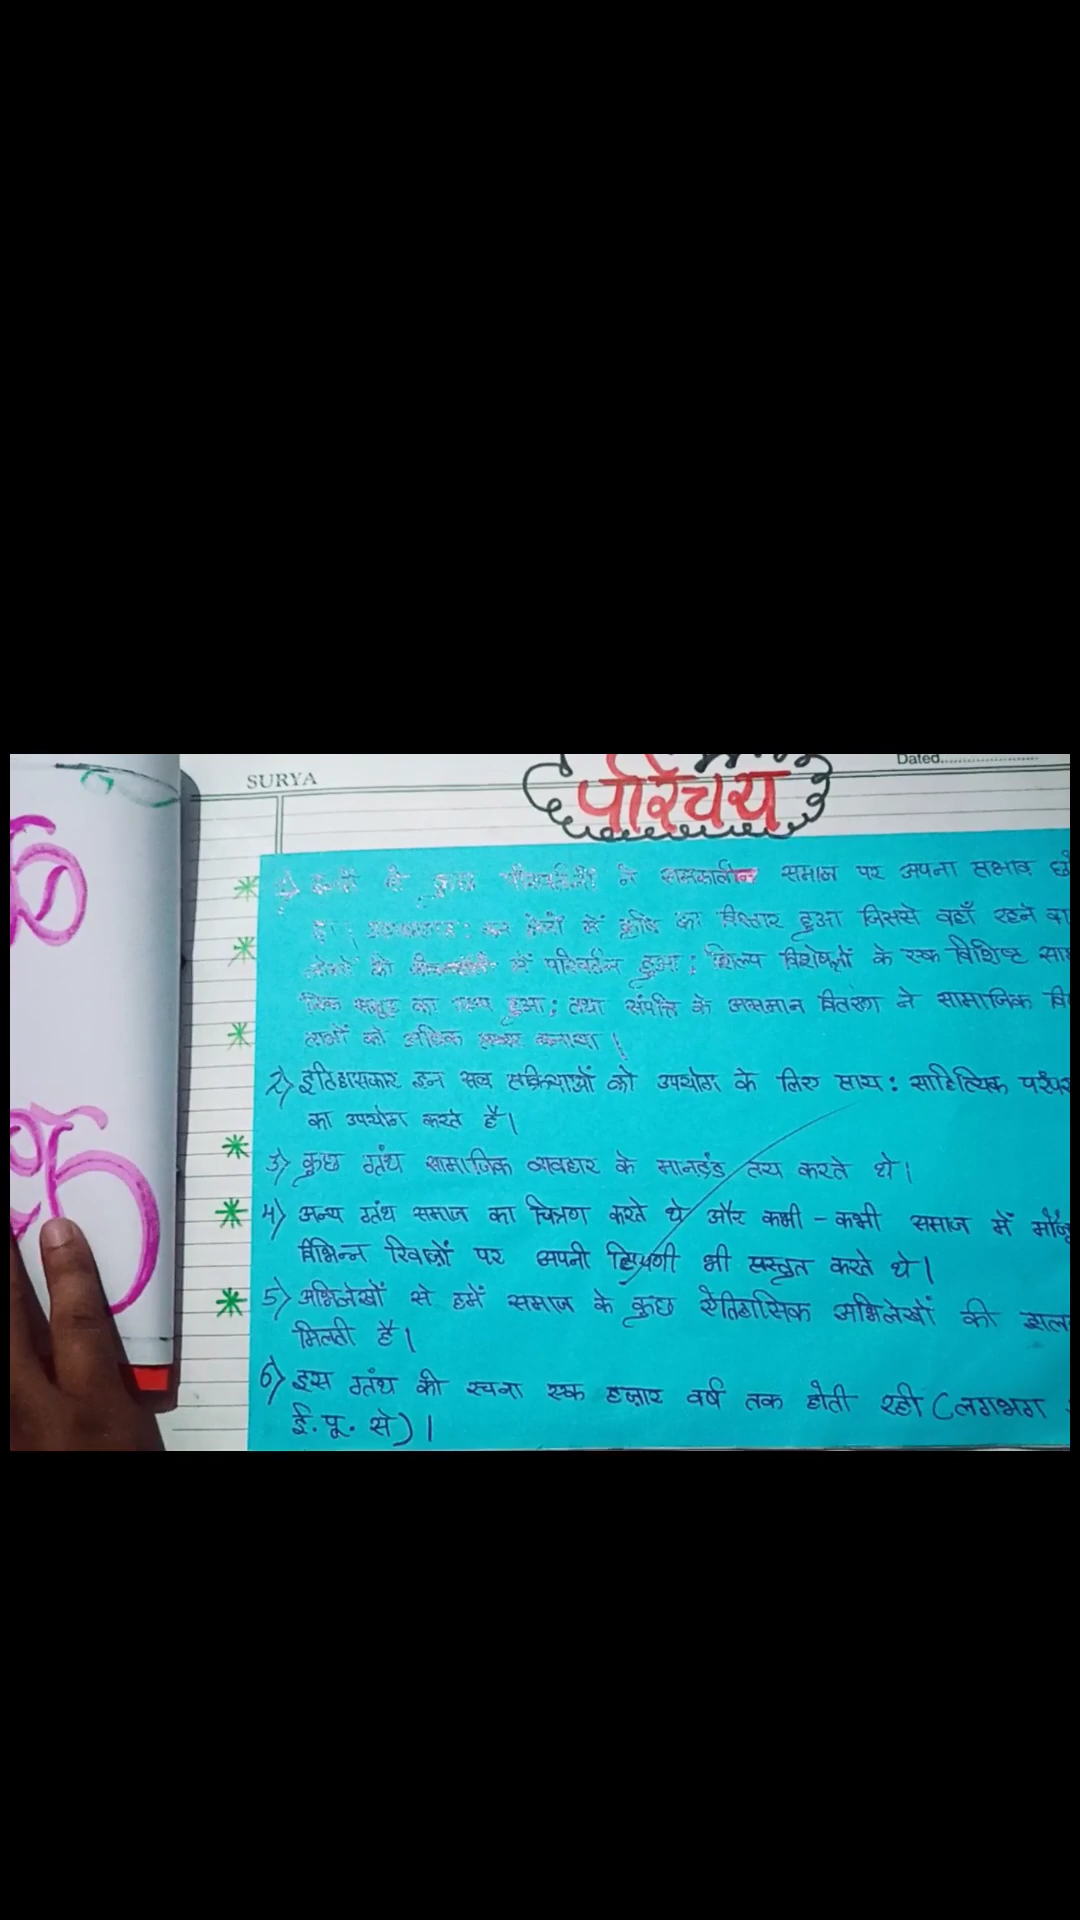 SURYA
Dated
परिचय
ने समकालीन समाज पर अपना प्रभाव
में कृषि का विस्तार हुआ जिससे वहाँ रहने
में परिवर्तन हुआ; शिल्प विशेषज्ञों के एक विशिष्ट
का हुआ; तथा संपत्ति के असमान वितरण ने सामाजिक
को अधिक बनाया।
2) इतिहासकार इन सब प्रक्रियाओं को उपयोग के लिए प्राय: साहित्यिक
का उपयोग करते है।
3) कुछ ग्रंथ सामाजिक व्यवहार के मानदंड तय करते थे।
4) अन्य ग्रंथ समाज का चित्रण करते थे और कभी - कभी समाज में
विभिन्न रिवाजों पर अपनी टिप्पणी भी प्रस्तुत करते थे।
5) अभिलेखों से हमें समाज के कुछ ऐतिहासिक अभिलेखों की
मिलती है।
6) इस ग्रंथ की रचना एक हज़ार वर्ष तक होती रही (लगभग
ई.पू. से)।